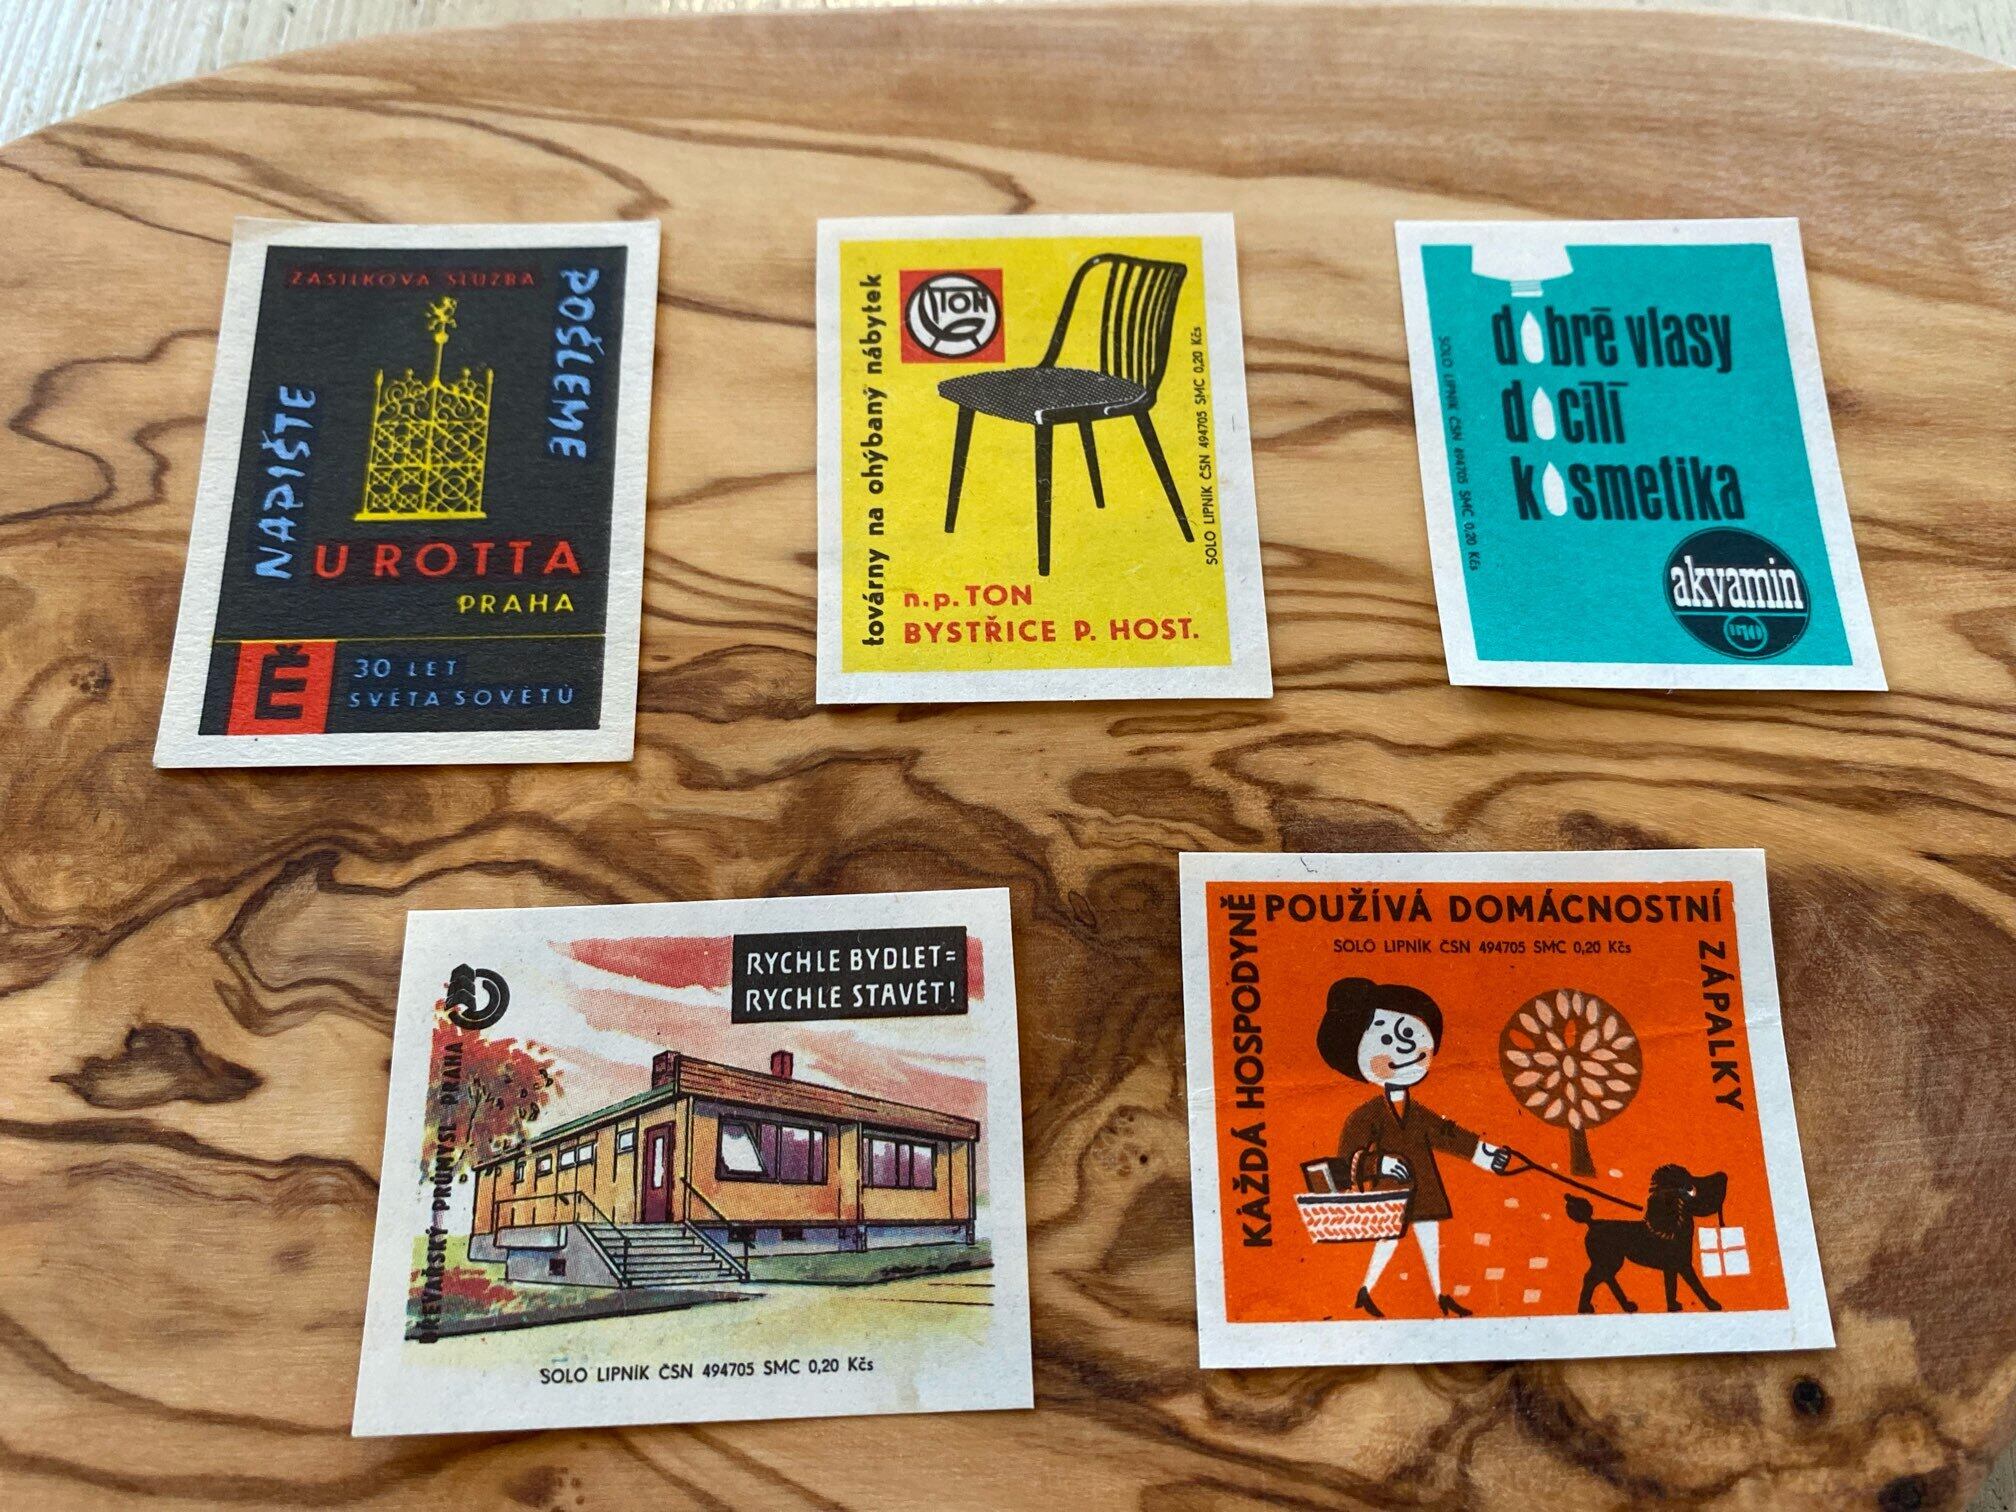 ZÁSILKOVÁ SLUŽBA
NAPIŠTE
POŠLEME
U ROTTA
PRAHA
30 LET
SVĚTA SOVĚTŮ
továrny na ohýbaný nábytek
TON
SOLO LIPNÍK ČSN 494705 SMC 0,20 Kčs
n.p. TON
BYSTŘICE P. HOST.
SOLO LIPNÍK ČSN 494705 SMC 0,20 Kčs
dobré vlasy
docílí
kosmetika
akvamin
RYCHLE BYDLET =
RYCHLE STAVĚT!
DŘEVAŘSKÝ PRŮMYSL PRAHA
SOLO LIPNÍK ČSN 494705 SMC 0,20 Kčs
KAŽDÁ HOSPODYNĚ
POUŽÍVÁ DOMÁCNOSTNÍ
ZÁPALKY
SOLO LIPNÍK ČSN 494705 SMC 0,20 Kčs